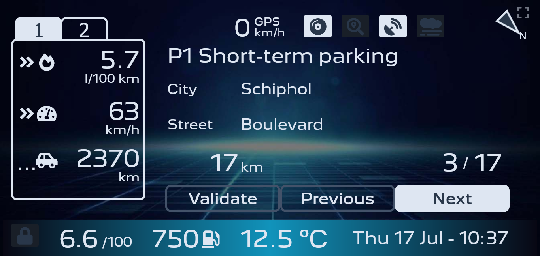 1 2
0 GPS km/h
N
5.7
l/100 km
63
km/h
... 2370
km
P1 Short-term parking
City Schiphol
Street Boulevard
17 km 3 / 17
Validate Previous Next
6.6 /100 750 12.5 °C Thu 17 Jul - 10:37